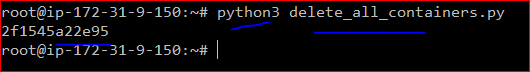 root@ip-172-31-9-150:~# python3 delete_all_containers.py
2f1545a22e95
root@ip-172-31-9-150:~#